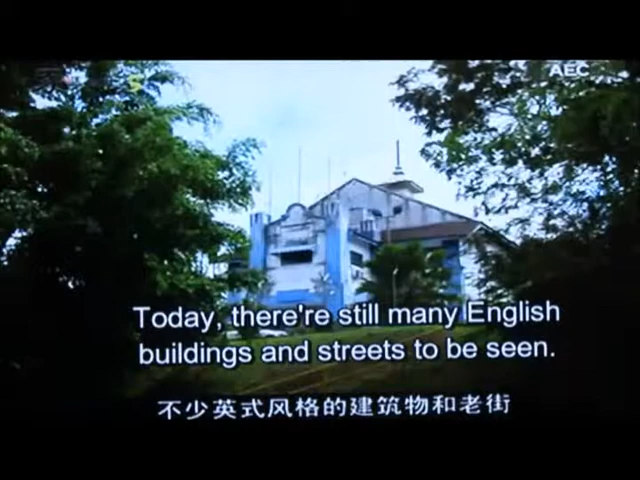 AEC
Today, there're still many English
buildings and streets to be seen.
不少英式风格的建筑物和老街